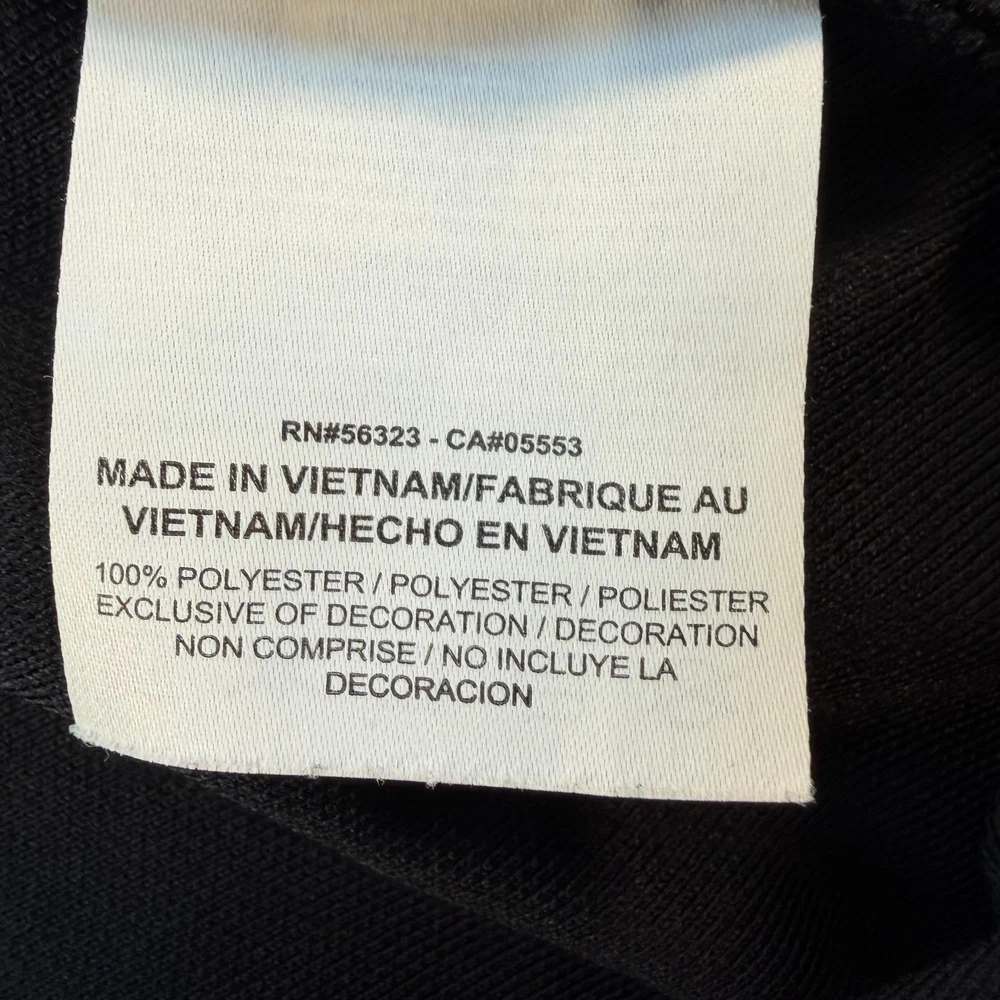 RN#56323 - CA#05553
MADE IN VIETNAM/FABRIQUE AU
VIETNAM/HECHO EN VIETNAM
100% POLYESTER / POLYESTER / POLIESTER
EXCLUSIVE OF DECORATION / DECORATION
NON COMPRISE / NO INCLUYE LA
DECORACION